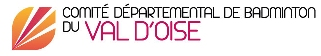 COMITÉ DÉPARTEMENTAL DE BADMINTON
DU VAL D'OISE